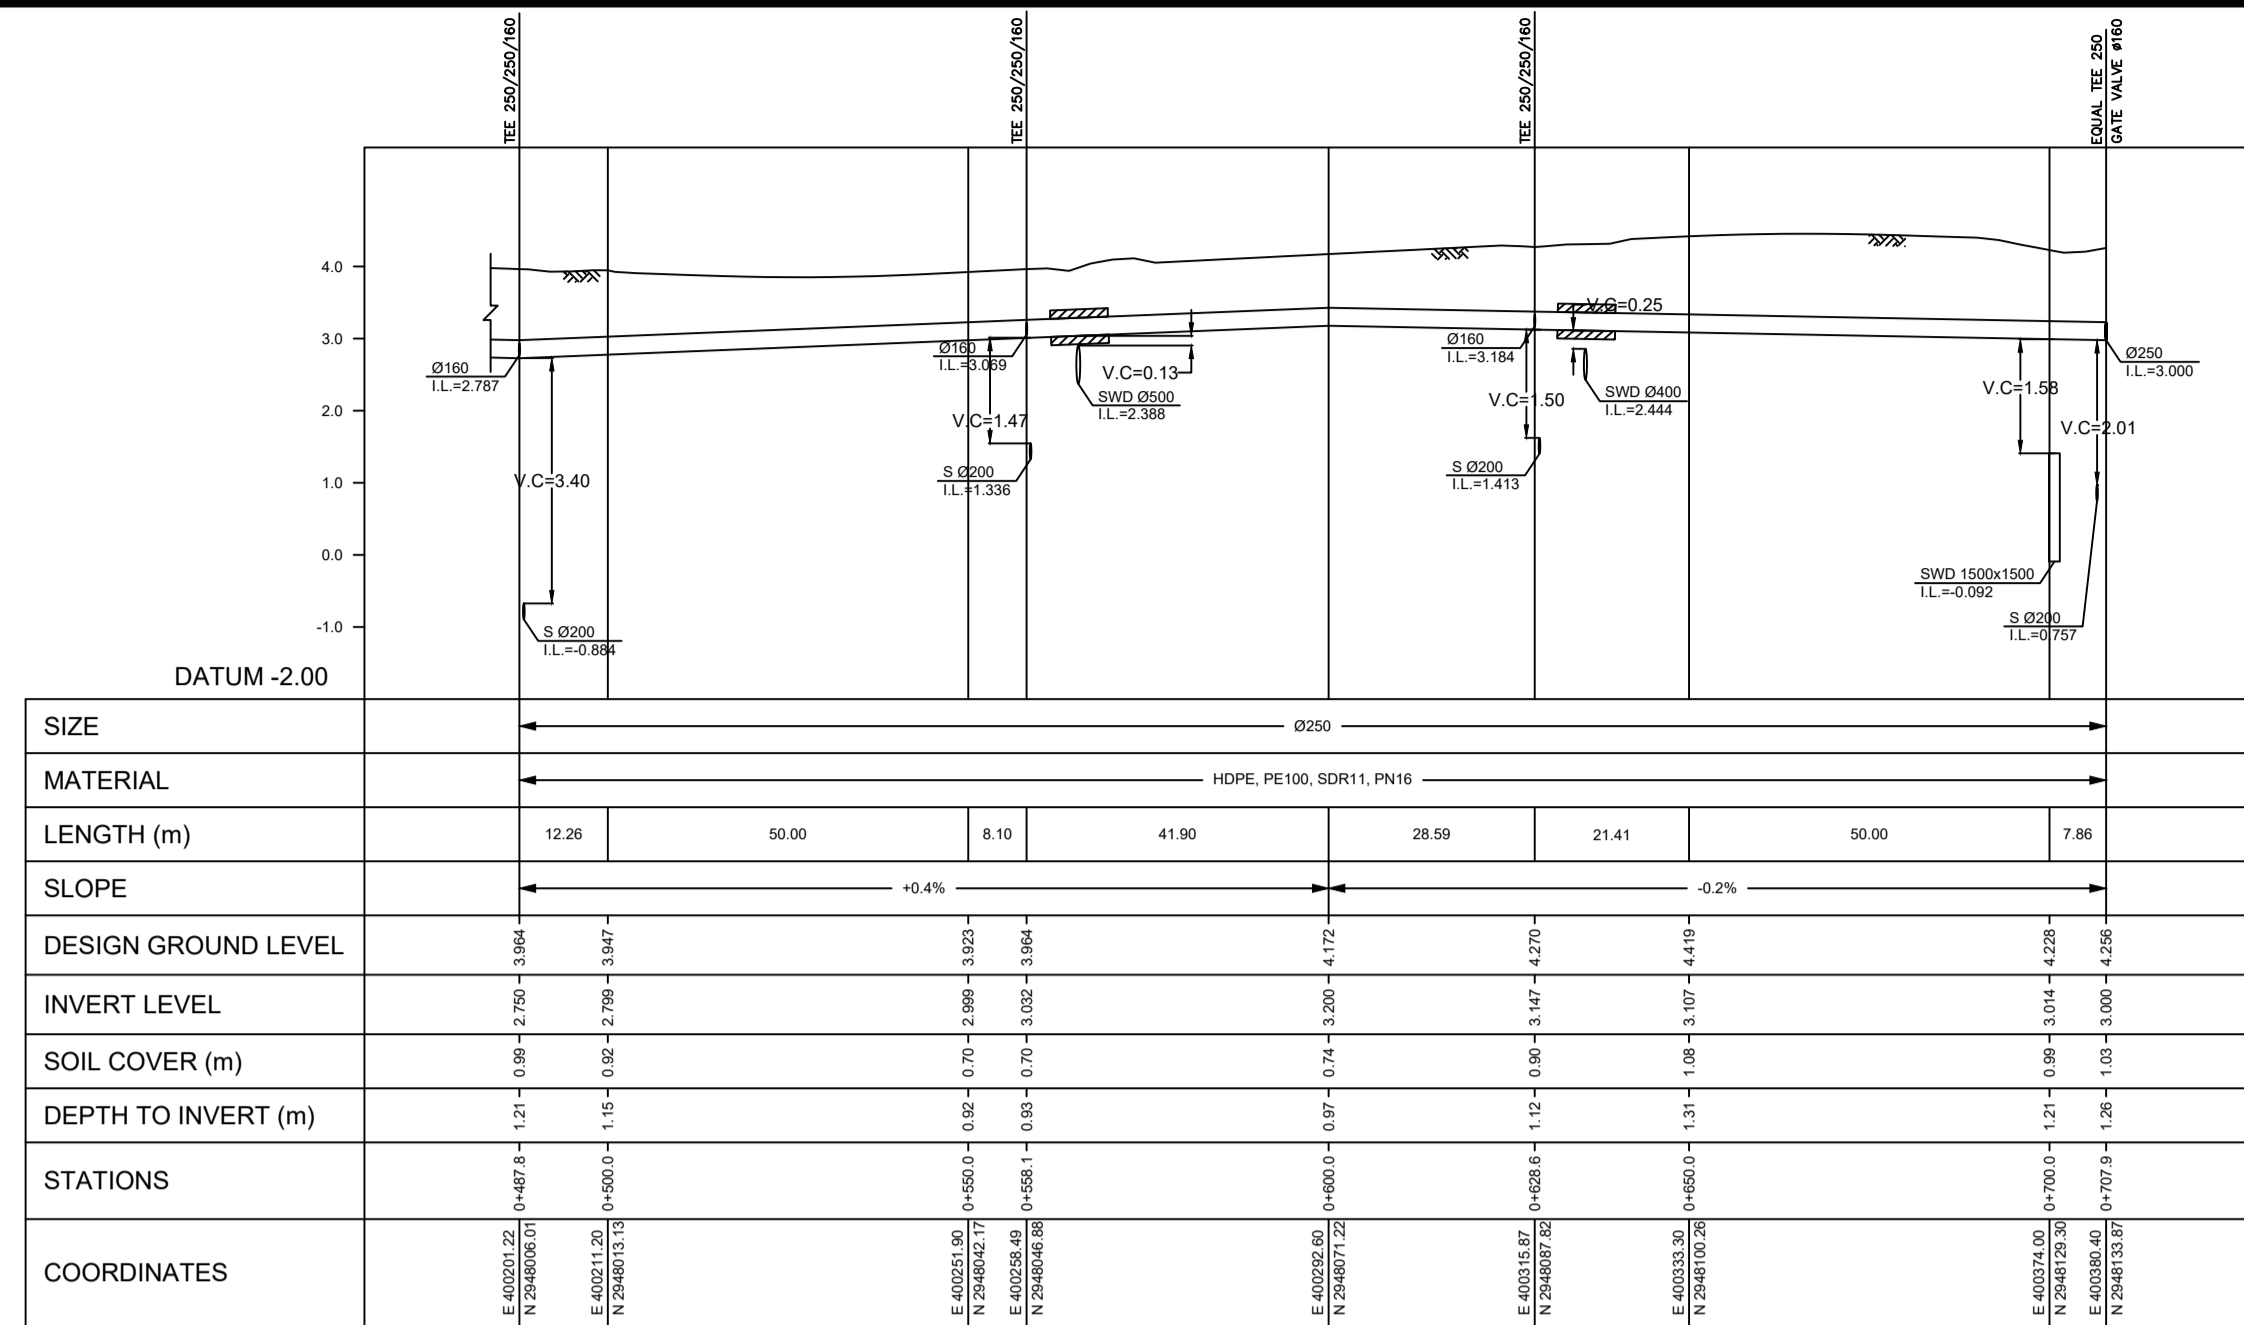 TEE 250/250/160
TEE 250/250/160
TEE 250/250/160
EQUAL TEE 250
GATE VALVE ø160
4.0
3.0
2.0
1.0
0.0
-1.0
DATUM -2.00
Ø160
I.L.=2.787
V.C=3.40
S Ø200
I.L.=-0.884
Ø160
I.L.=3.069
V.C=1.47
S Ø200
I.L.=1.336
V.C=0.13
SWD Ø500
I.L.=2.388
Ø160
I.L.=3.184
V.C=1.50
S Ø200
I.L.=1.413
V.C=0.25
SWD Ø400
I.L.=2.444
V.C=1.58
SWD 1500x1500
I.L.=-0.092
V.C=2.01
S Ø200
I.L.=0.757
Ø250
I.L.=3.000
SIZE
Ø250
MATERIAL
HDPE, PE100, SDR11, PN16
LENGTH (m)
12.26 50.00 8.10 41.90 28.59 21.41 50.00 7.86
SLOPE
+0.4% -0.2%
DESIGN GROUND LEVEL
3.964 3.947 3.923 3.964 4.172 4.270 4.419 4.228 4.256
INVERT LEVEL
2.750 2.799 2.999 3.032 3.200 3.147 3.107 3.014 3.000
SOIL COVER (m)
0.99 0.92 0.70 0.70 0.74 0.90 1.08 0.99 1.03
DEPTH TO INVERT (m)
1.21 1.15 0.92 0.93 0.97 1.12 1.31 1.21 1.26
STATIONS
0+487.8 0+500.0 0+550.0 0+558.1 0+600.0 0+628.6 0+650.0 0+700.0 0+707.9
COORDINATES
E 400201.22
N 2948006.01
E 400211.20
N 2948013.13
E 400251.90
N 2948042.17
E 400258.49
N 2948046.88
E 400292.60
N 2948071.22
E 400315.87
N 2948087.82
E 400333.30
N 2948100.26
E 400374.00
N 2948129.30
E 400380.40
N 2948133.87